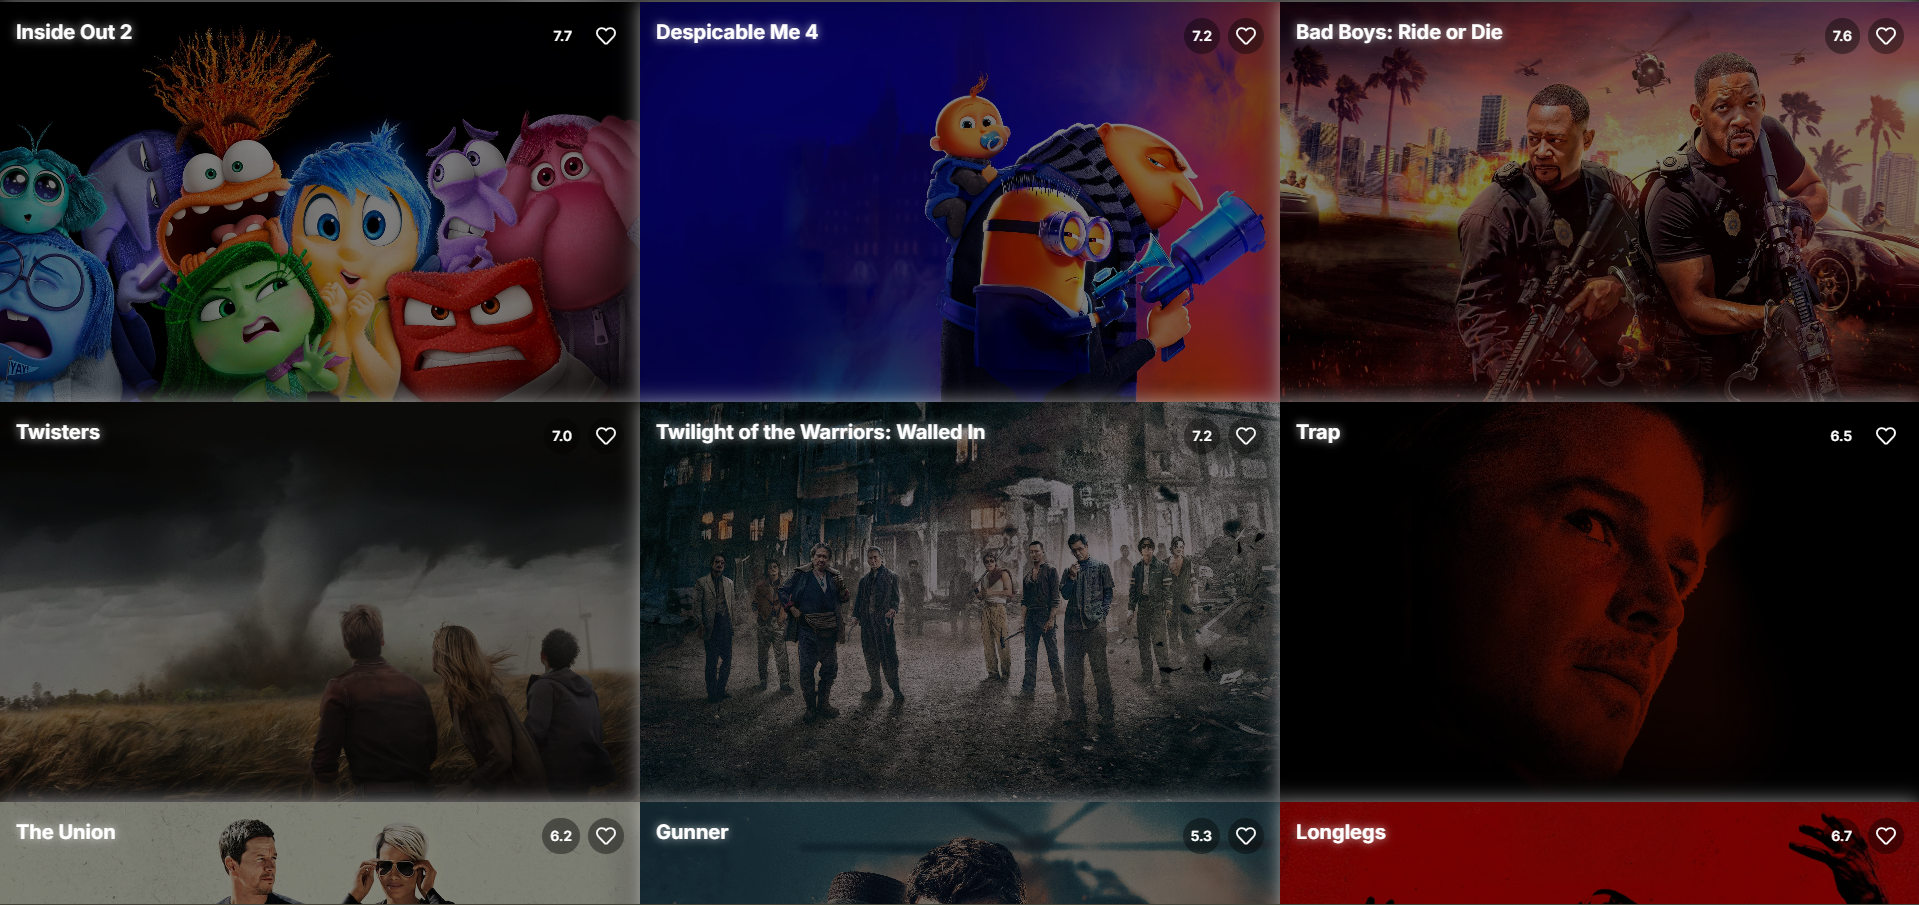 Inside Out 2
7.7
Despicable Me 4
7.2
Bad Boys: Ride or Die
7.6
Twisters
7.0
Twilight of the Warriors: Walled In
7.2
Trap
6.5
The Union
6.2
Gunner
5.3
Longlegs
6.7
YAY